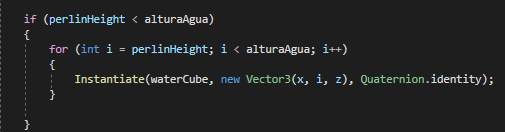 if (perlinHeight < alturaAgua)
{
for (int i = perlinHeight; i < alturaAgua; i++)
{
Instantiate(waterCube, new Vector3(x, i, z), Quaternion.identity);
}
}